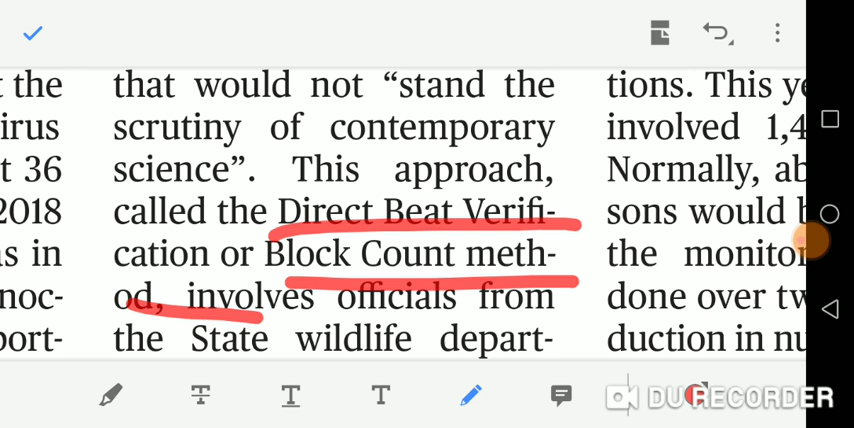 t the
irus
t 36
2018
s in
noc-
port-
that would not “stand the
scrutiny of contemporary
science”. This approach,
called the Direct Beat Verifi-
cation or Block Count meth-
od, involves officials from
the State wildlife depart-
tions. This ye
involved 1,4
Normally, ab
sons would b
the monitor
done over tw
duction in nu
DU RECORDER